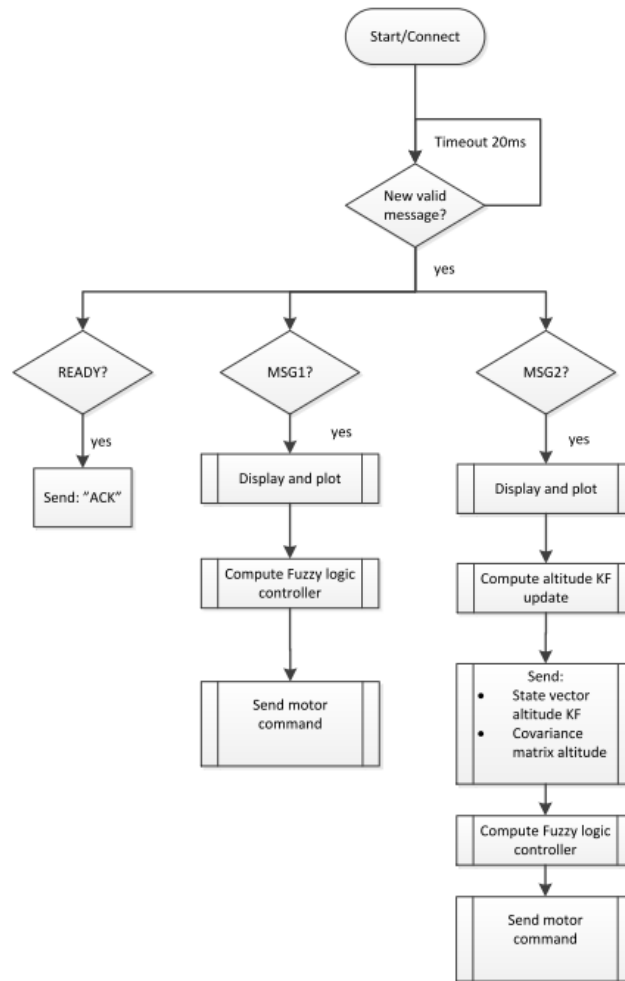 Start/Connect
Timeout 20ms
New valid
message?
yes
READY?
MSG1?
MSG2?
yes
yes
yes
Send: ”ACK”
Display and plot
Display and plot
Compute Fuzzy logic
controller
Compute altitude KF
update
Send motor
command
Send:
• State vector
altitude KF
• Covariance
matrix altitude
Compute Fuzzy logic
controller
Send motor
command